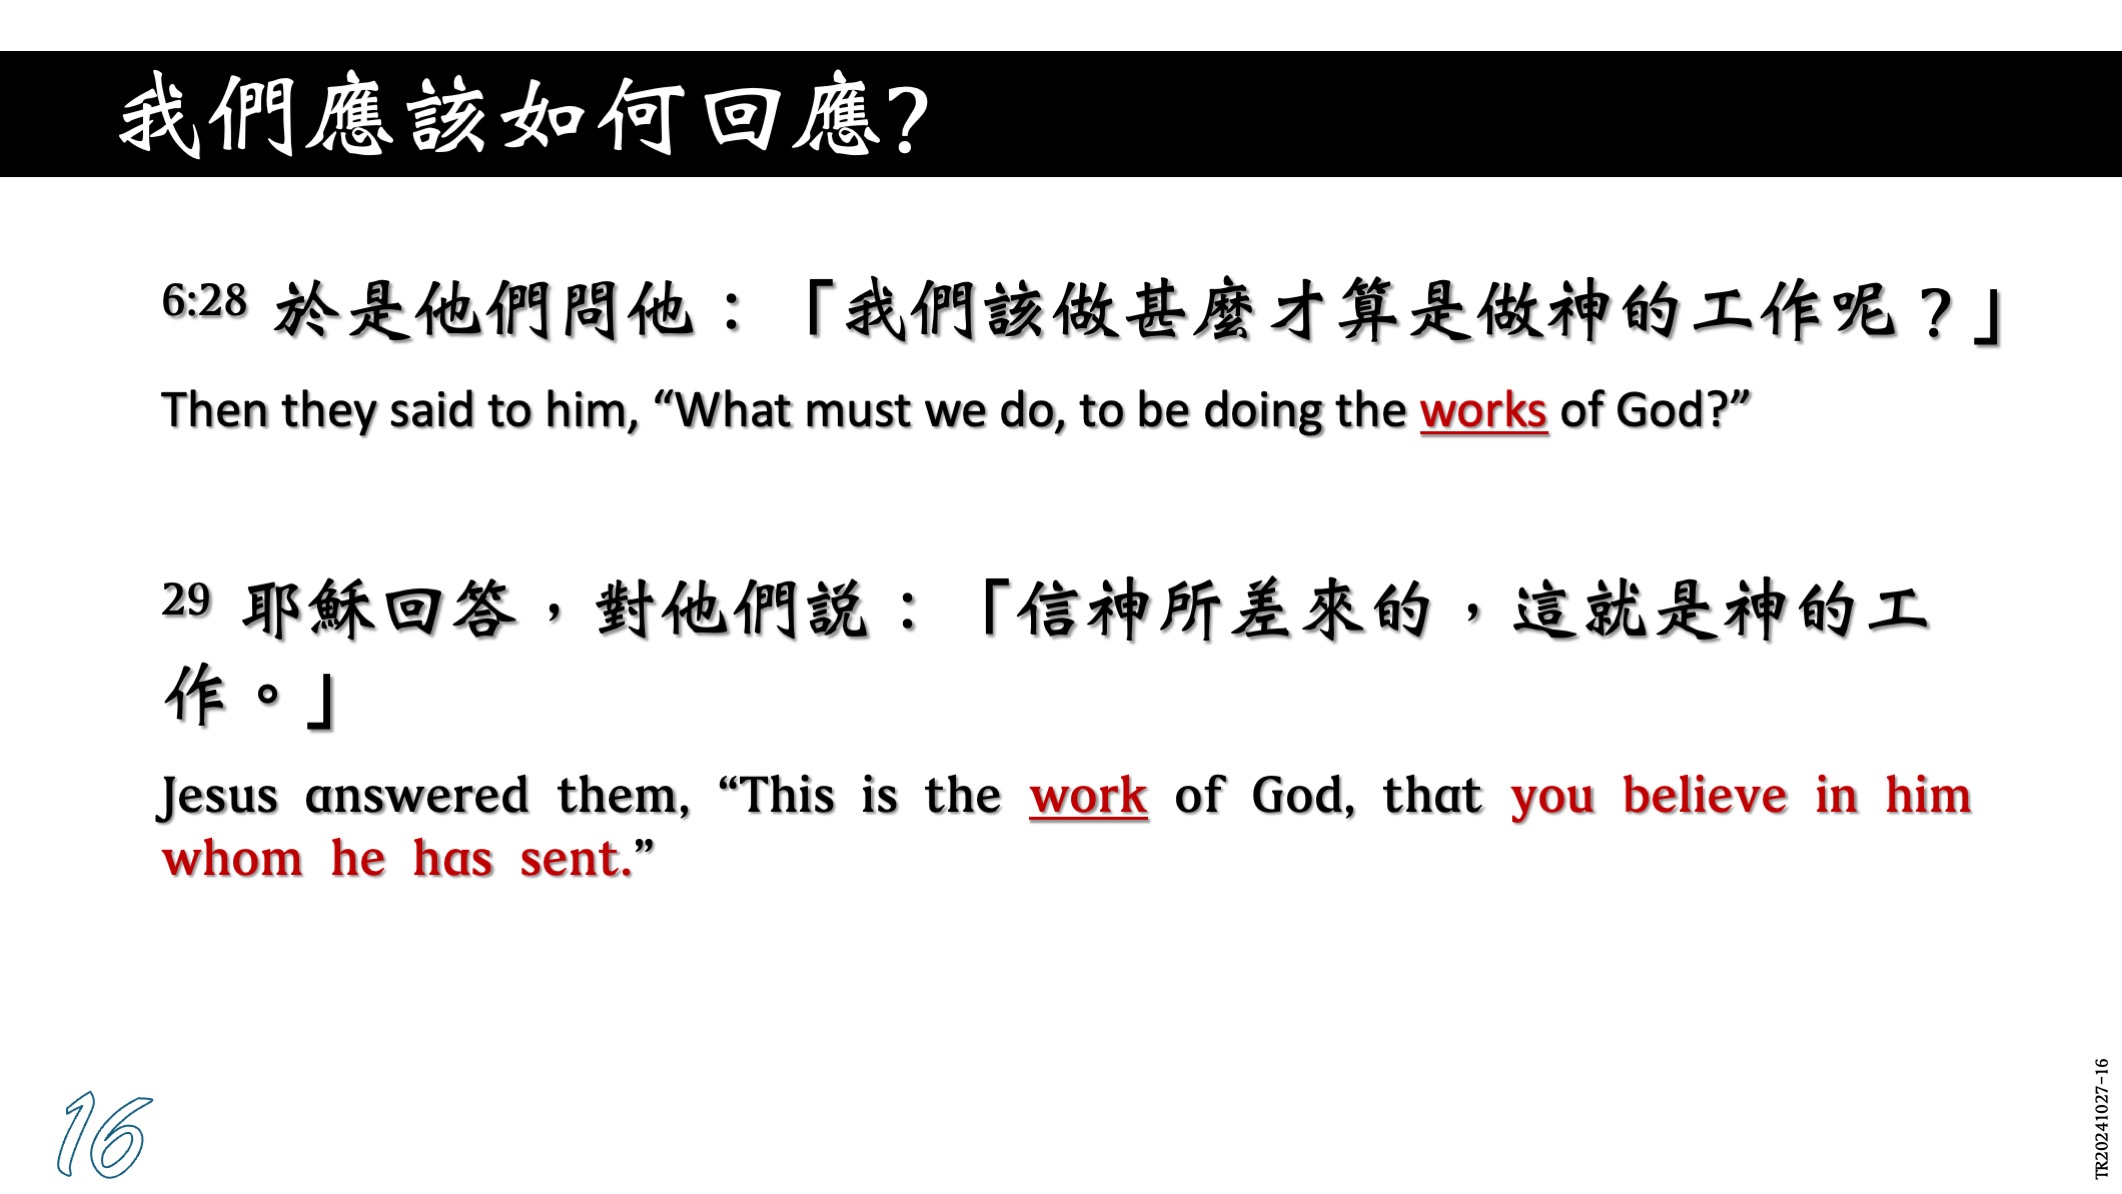 我們應該如何回應?
6:28 於是他們問他：「我們該做甚麼才算是做神的工作呢？」
Then they said to him, “What must we do, to be doing the works of God?”
29 耶穌回答，對他們説：「信神所差來的，這就是神的工
作。」
Jesus answered them, “This is the work of God, that you believe in him
whom he has sent.”
16
TR20241027-16